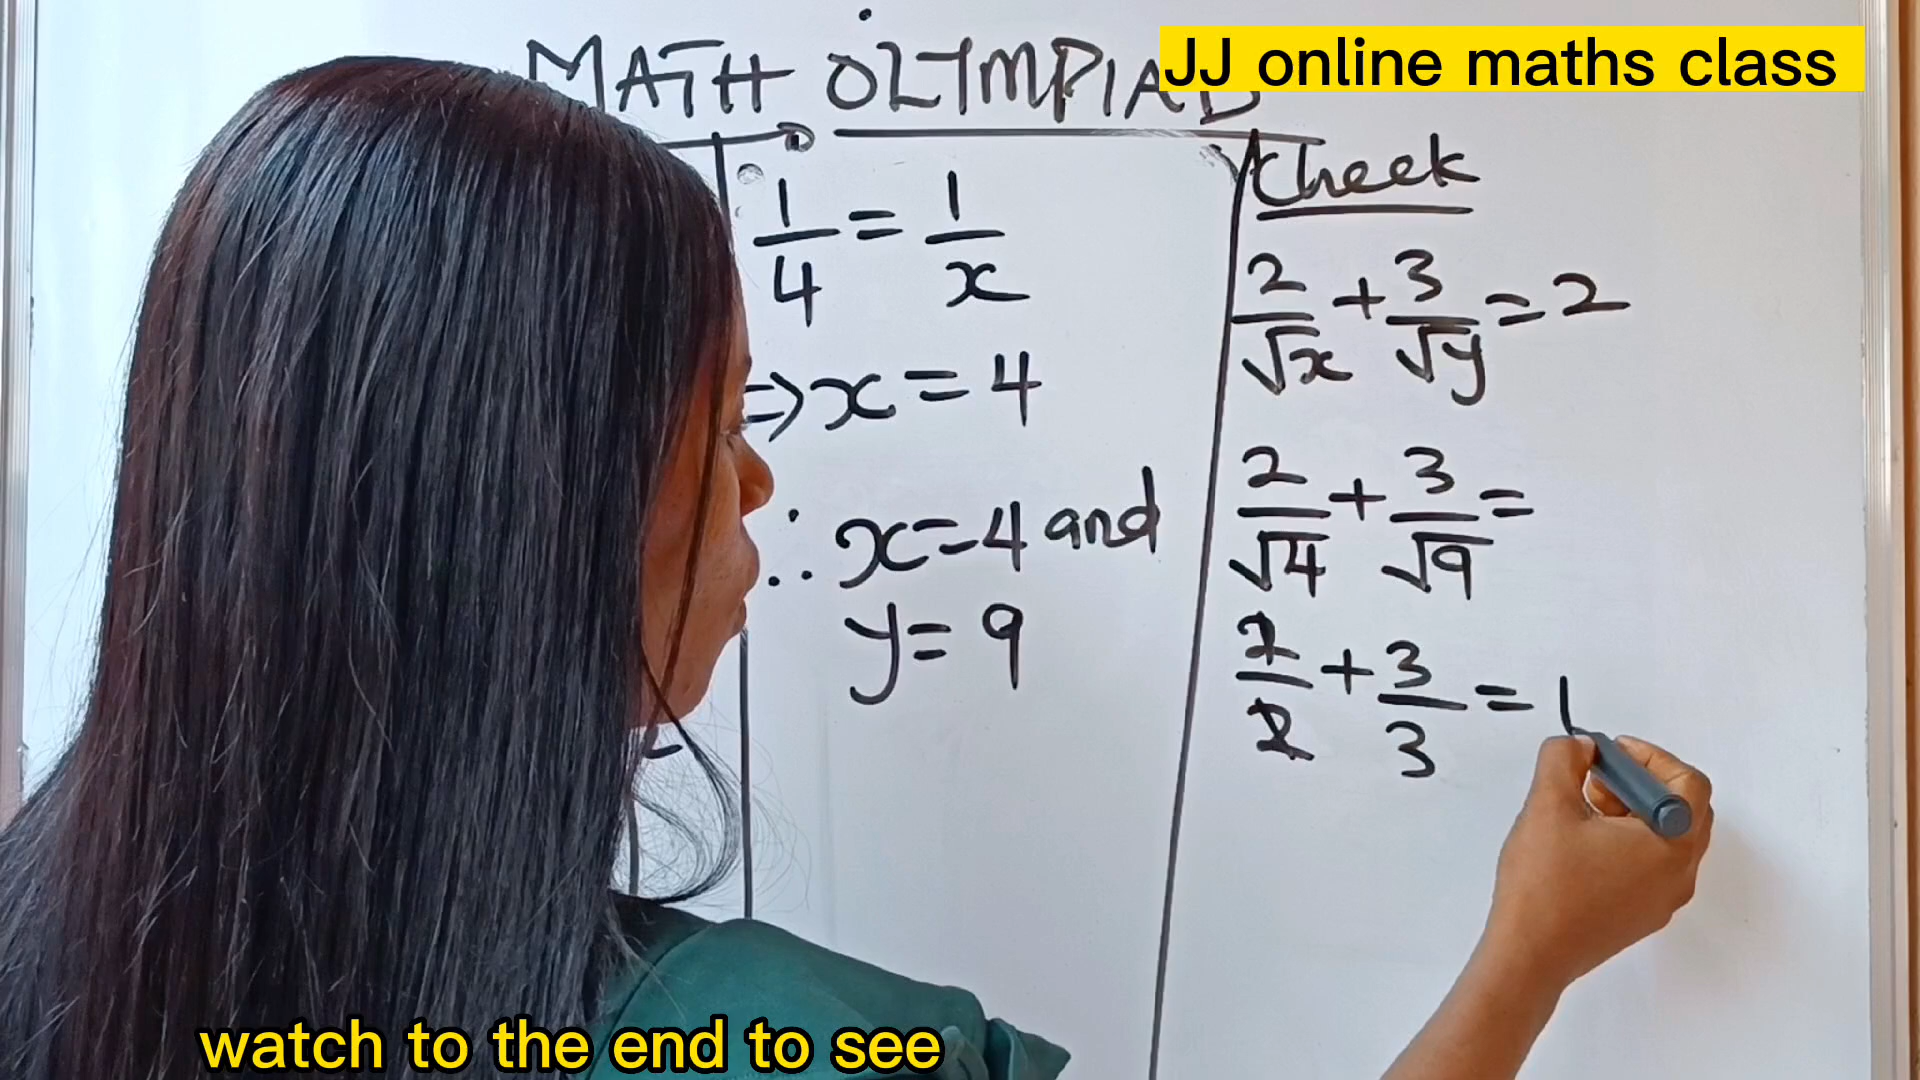 MATH OLYMPIAD
JJ online maths class
1/4 = 1/x
⇒ x = 4
∴ x = 4 and
y = 9
Check
2/√x + 3/√y = 2
2/√4 + 3/√9 =
2/2 + 3/3 = 1
watch to the end to see